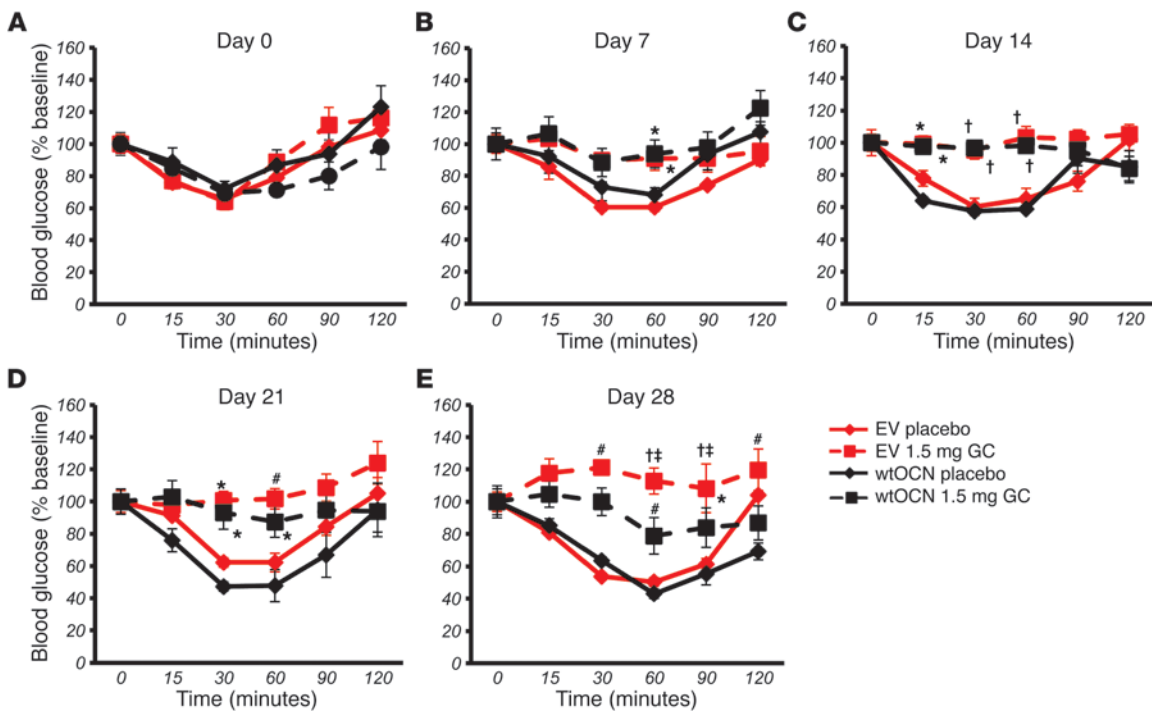 A
Day 0
160
140
120
100
80
60
40
20
0
Blood glucose (% baseline)
0 15 30 60 90 120
Time (minutes)
B
Day 7
160
140
120
100
80
60
40
20
0
*
*
0 15 30 60 90 120
Time (minutes)
C
Day 14
160
140
120
100
80
60
40
20
0
* † †
* † †
0 15 30 60 90 120
Time (minutes)
D
Day 21
160
140
120
100
80
60
40
20
0
Blood glucose (% baseline)
* #
* *
0 15 30 60 90 120
Time (minutes)
E
Day 28
160
140
120
100
80
60
40
20
0
# †‡ †‡ #
# *
0 15 30 60 90 120
Time (minutes)
EV placebo
EV 1.5 mg GC
wtOCN placebo
wtOCN 1.5 mg GC